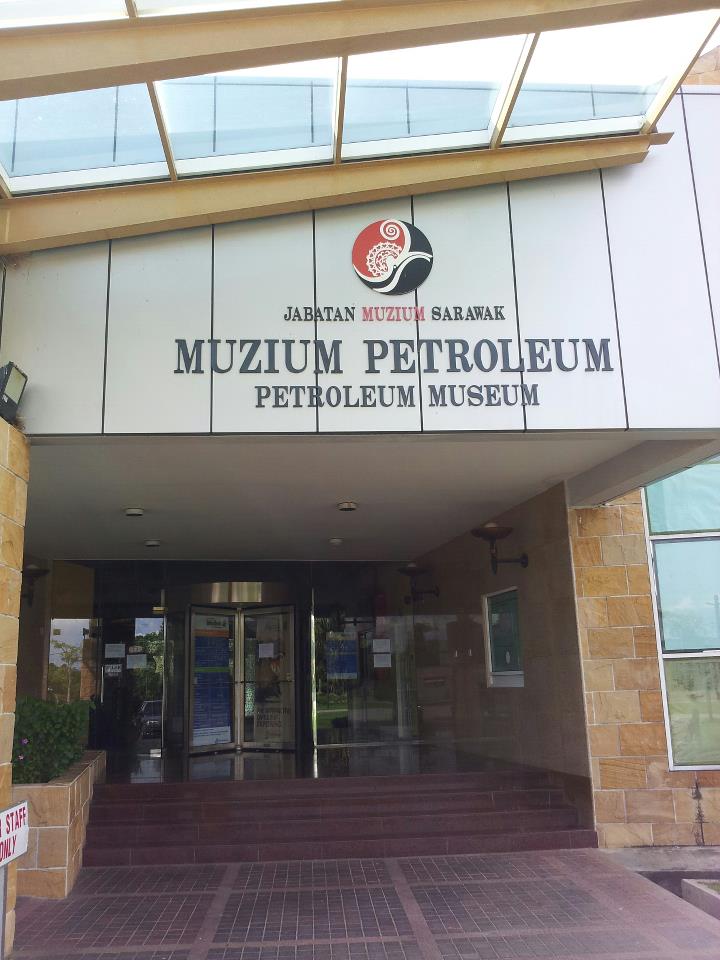 JABATAN MUZIUM SARAWAK
MUZIUM PETROLEUM
PETROLEUM MUSEUM
STAFF
ONLY